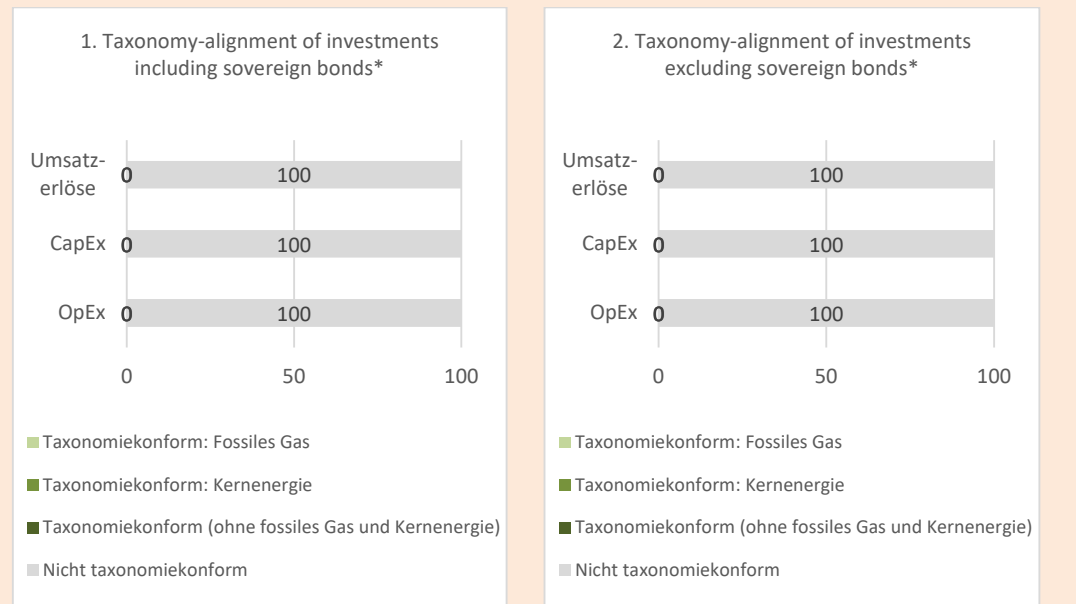 1. Taxonomy-alignment of investments
including sovereign bonds*
Umsatz-
erlöse
0
100
CapEx
0
100
OpEx
0
100
0
50
100
Taxonomiekonform: Fossiles Gas
Taxonomiekonform: Kernenergie
Taxonomiekonform (ohne fossiles Gas und Kernenergie)
Nicht taxonomiekonform
2. Taxonomy-alignment of investments
excluding sovereign bonds*
Umsatz-
erlöse
0
100
CapEx
0
100
OpEx
0
100
0
50
100
Taxonomiekonform: Fossiles Gas
Taxonomiekonform: Kernenergie
Taxonomiekonform (ohne fossiles Gas und Kernenergie)
Nicht taxonomiekonform